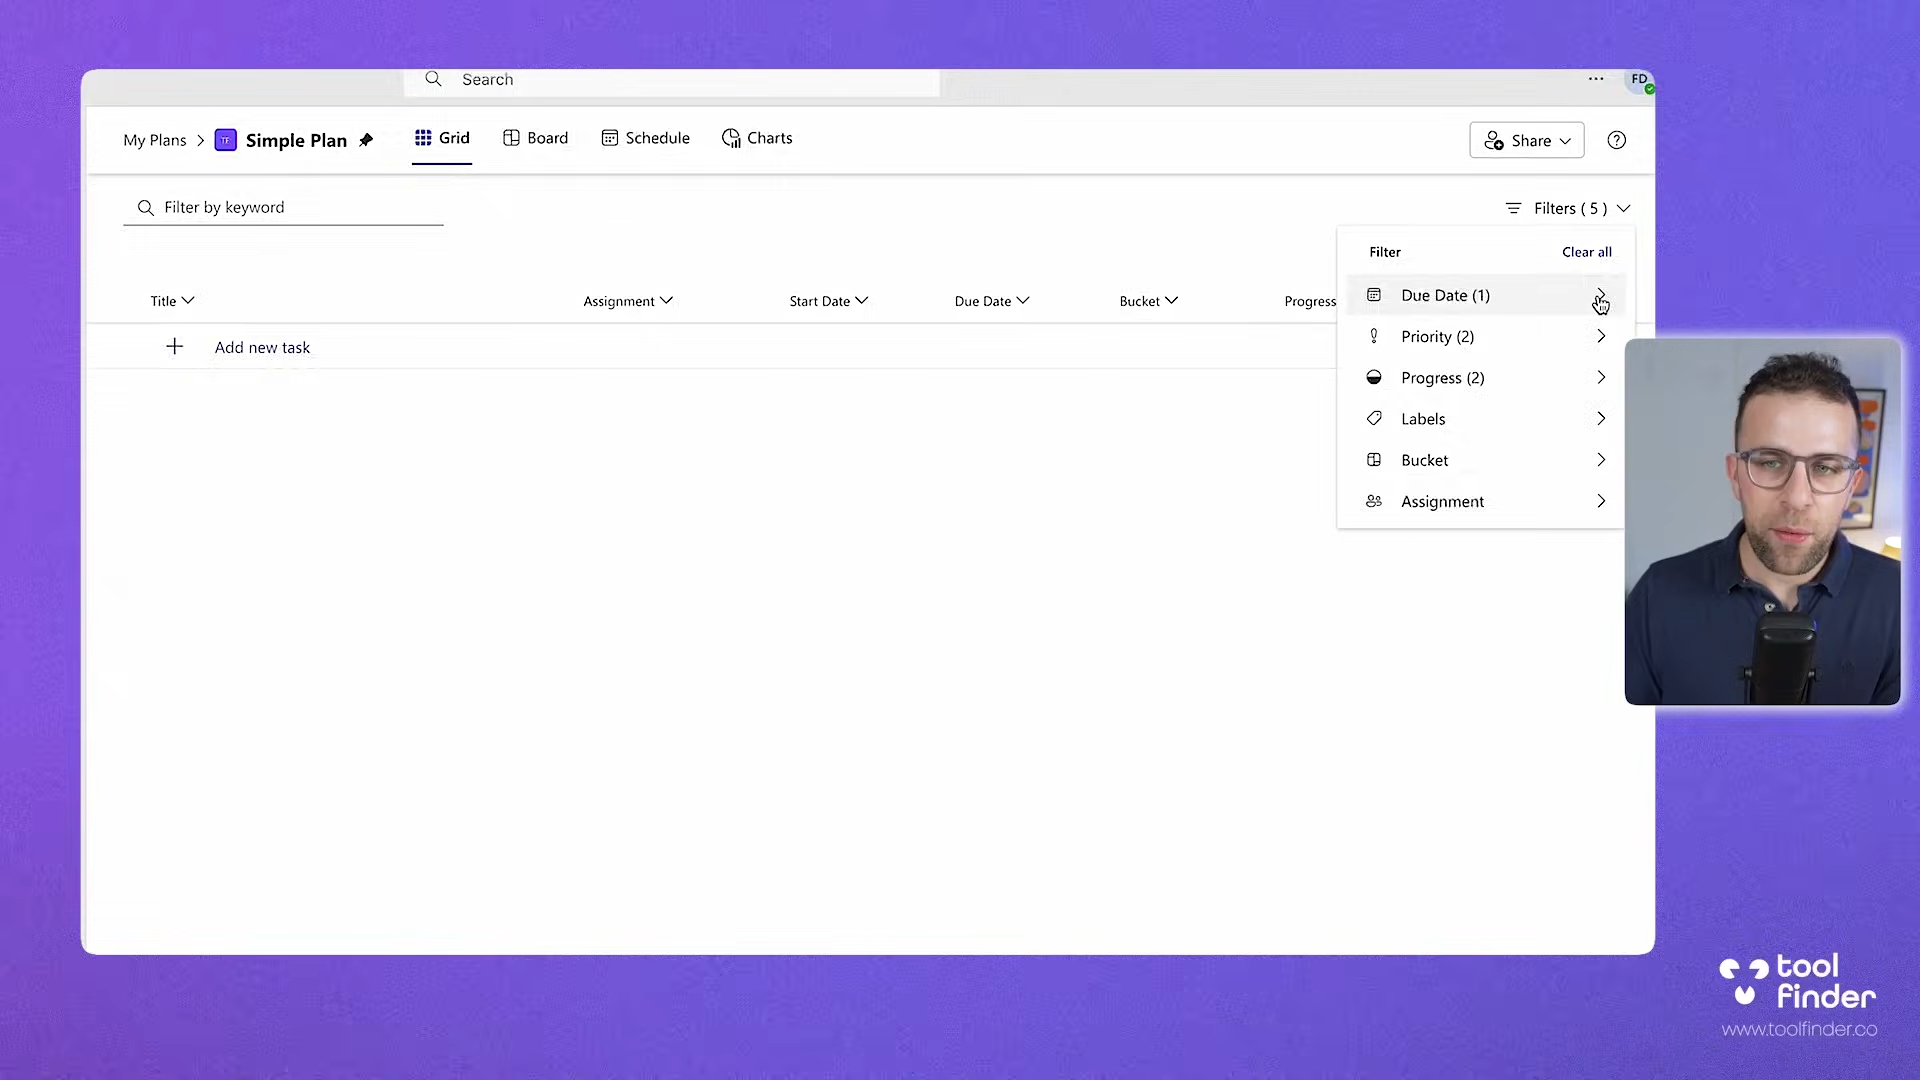 Search
FD
My Plans
Simple Plan
Grid
Board
Schedule
Charts
Share
Filter by keyword
Filters ( 5 )
Filter
Clear all
Due Date (1)
Priority (2)
Progress (2)
Labels
Bucket
Assignment
Title
Assignment
Start Date
Due Date
Bucket
Progress
Add new task
tool
finder
www.toolfinder.co